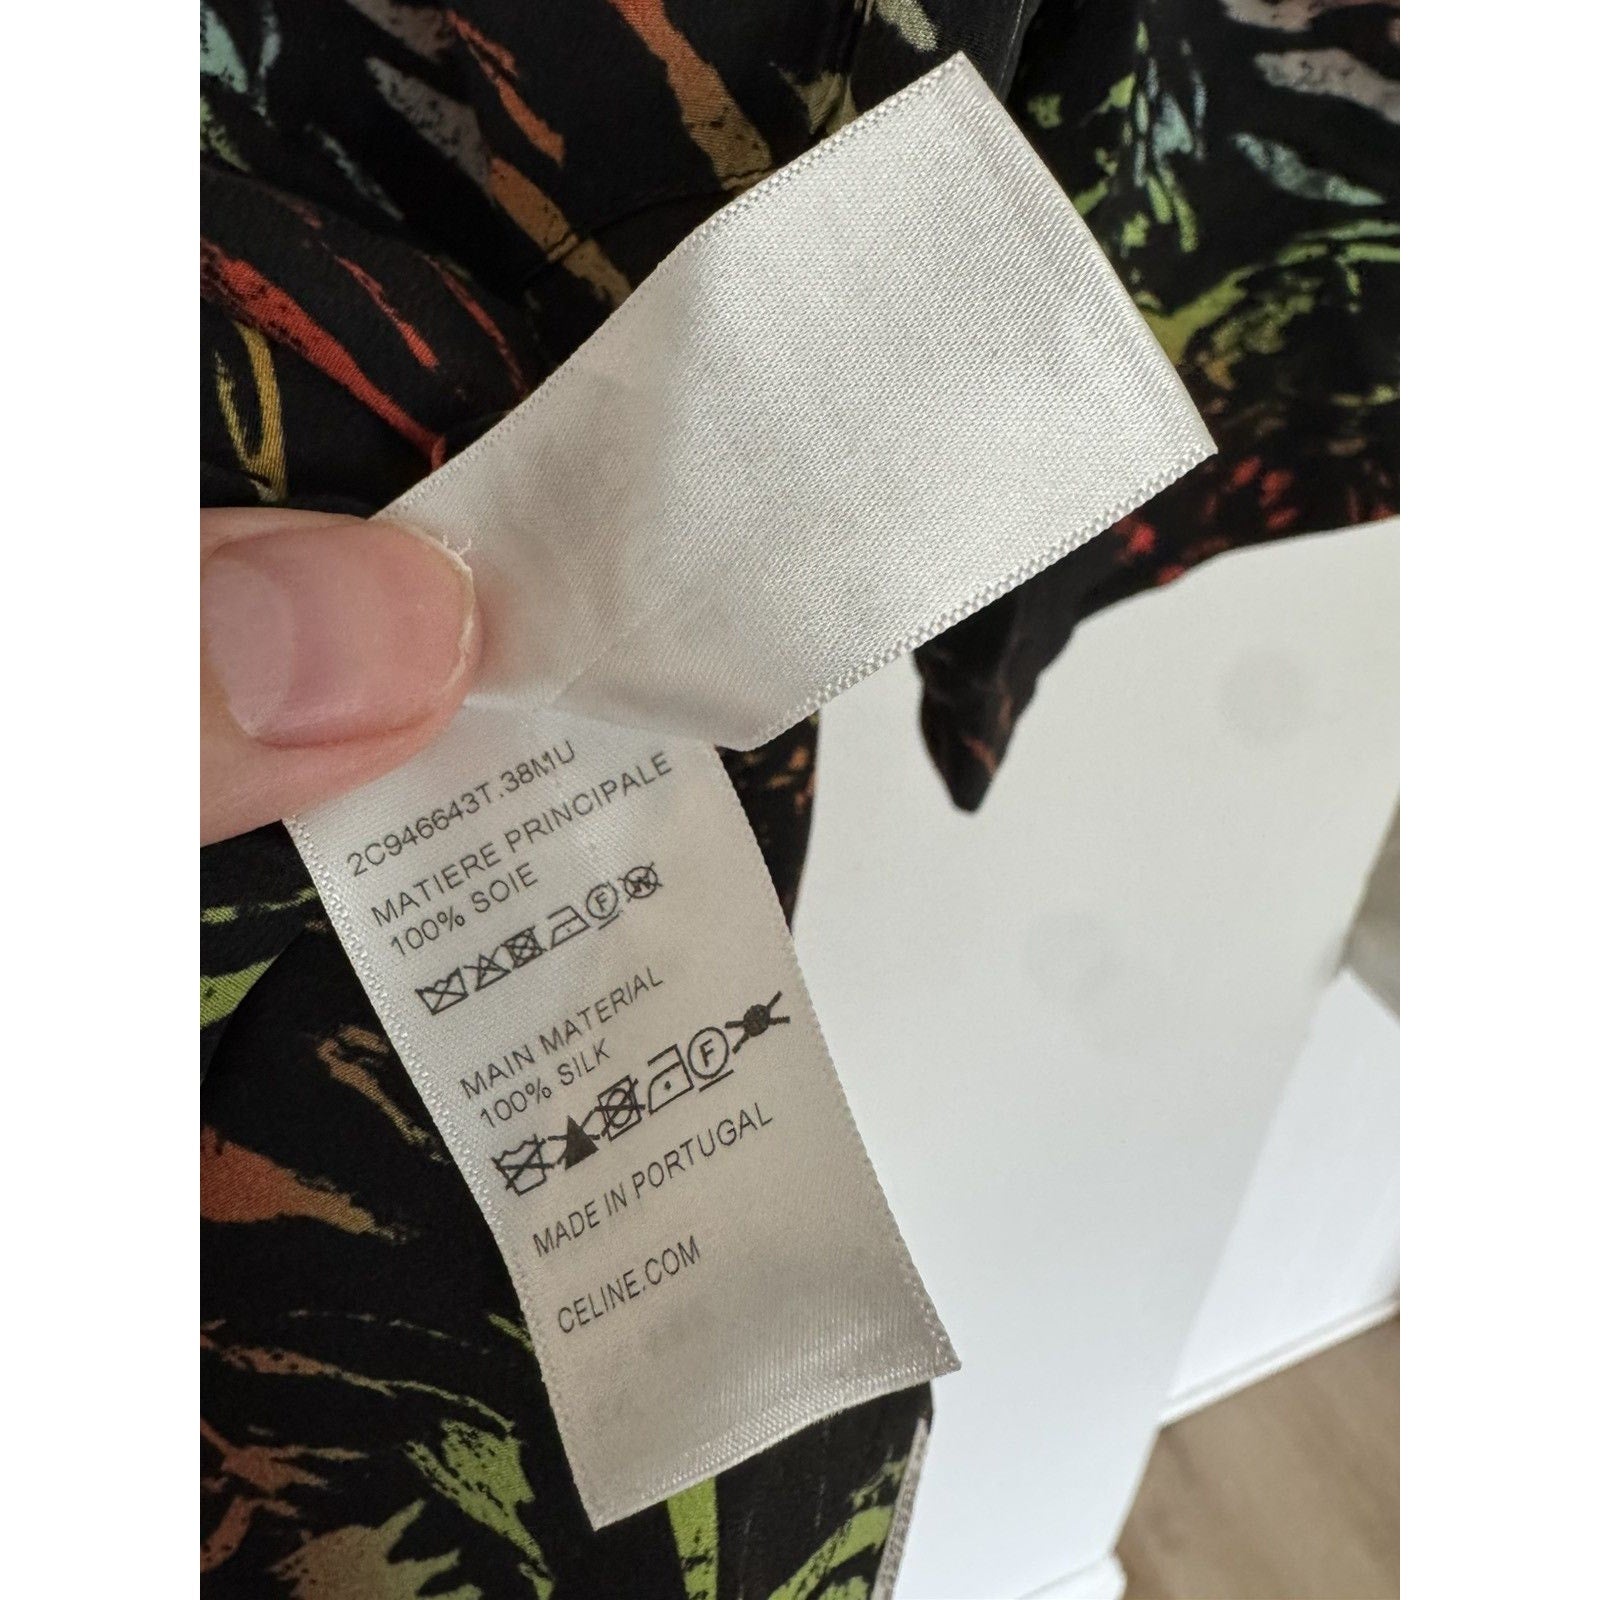 2C946643T.38MU
MATIERE PRINCIPALE
100% SOIE
F W
MAIN MATERIAL
100% SILK
F
MADE IN PORTUGAL
CELINE.COM